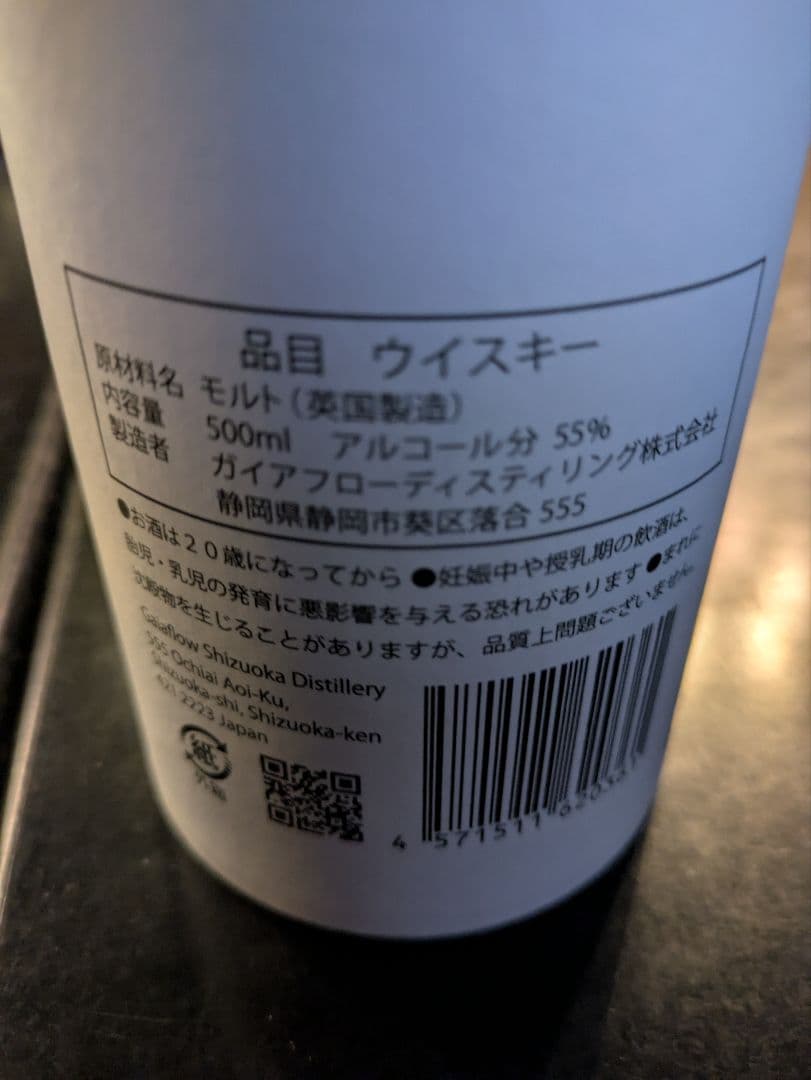 品目 ウイスキー
原材料名 モルト（英国製造）
内容量 500ml アルコール分 55%
製造者 ガイアフローディスティリング株式会社
静岡県静岡市葵区落合 555
●お酒は20歳になってから ●妊娠中や授乳期の飲酒は、
胎児・乳児の発育に悪影響を与える恐れがあります ●まれに
沈殿物を生じることがありますが、品質上問題ございません。
Gaiaflow Shizuoka Distillery
555 Ochiai Aoi-Ku,
Shizuoka-shi, Shizuoka-ken
421 2223 Japan
紙
外箱
4 571511